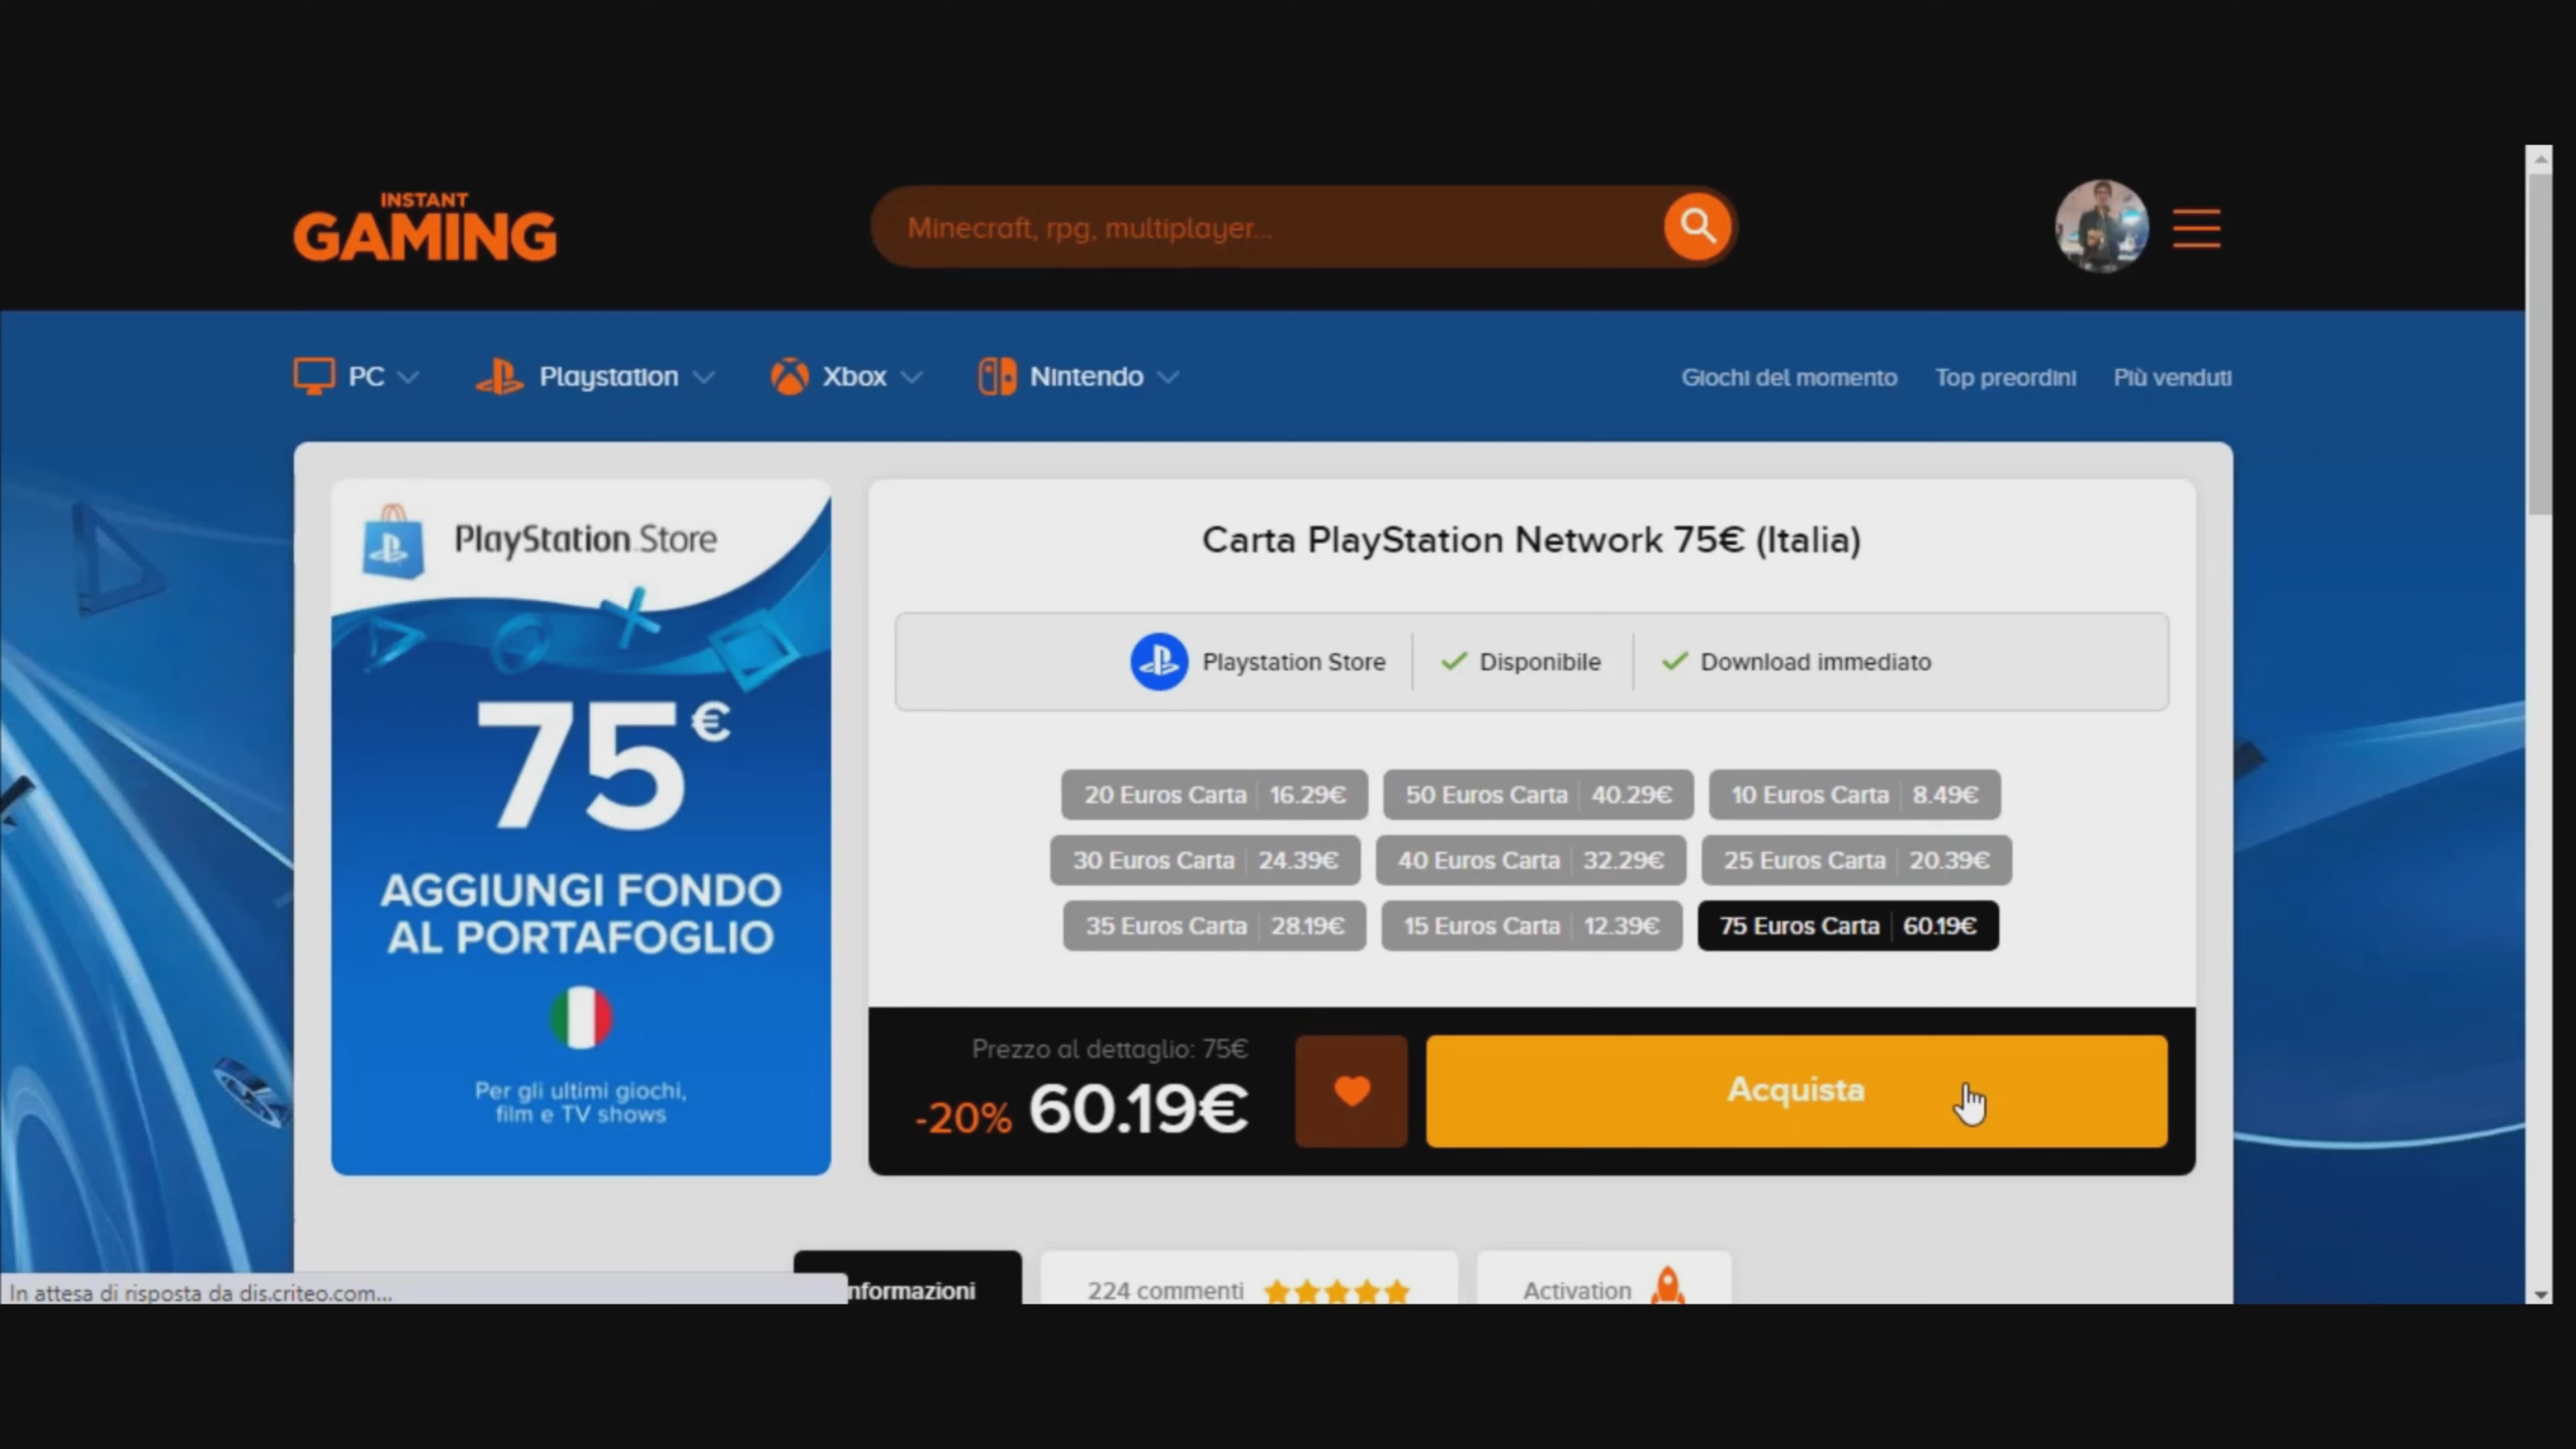 INSTANT
GAMING
Minecraft, rpg, multiplayer...
PC
Playstation
Xbox
Nintendo
Giochi del momento
Top preordini
Più venduti
PlayStation Store
75€
AGGIUNGI FONDO
AL PORTAFOGLIO
Per gli ultimi giochi,
film e TV shows
Carta PlayStation Network 75€ (Italia)
Playstation Store
Disponibile
Download immediato
20 Euros Carta 16.29€
50 Euros Carta 40.29€
10 Euros Carta 8.49€
30 Euros Carta 24.39€
40 Euros Carta 32.29€
25 Euros Carta 20.39€
35 Euros Carta 28.19€
15 Euros Carta 12.39€
75 Euros Carta 60.19€
Prezzo al dettaglio: 75€
-20% 60.19€
Acquista
nformazioni
224 commenti
Activation
In attesa di risposta da dis.criteo.com...